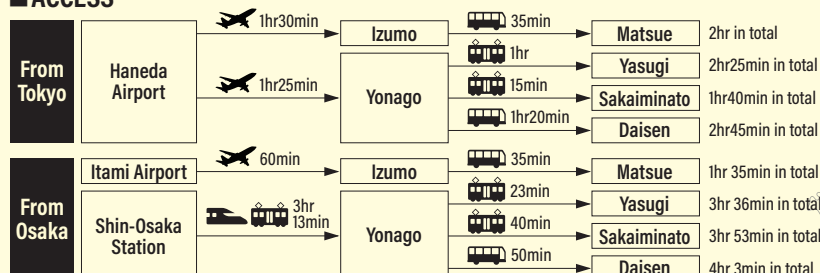 ■ACCESS
From Tokyo
Haneda Airport
1hr30min
Izumo
35min
Matsue
2hr in total
1hr25min
Yonago
1hr
Yasugi
2hr25min in total
15min
Sakaiminato
1hr40min in total
1hr20min
Daisen
2hr45min in total
From Osaka
Itami Airport
60min
Izumo
35min
Matsue
1hr 35min in total
Shin-Osaka Station
3hr 13min
Yonago
23min
Yasugi
3hr 36min in total
40min
Sakaiminato
3hr 53min in total
50min
Daisen
4hr 3min in total